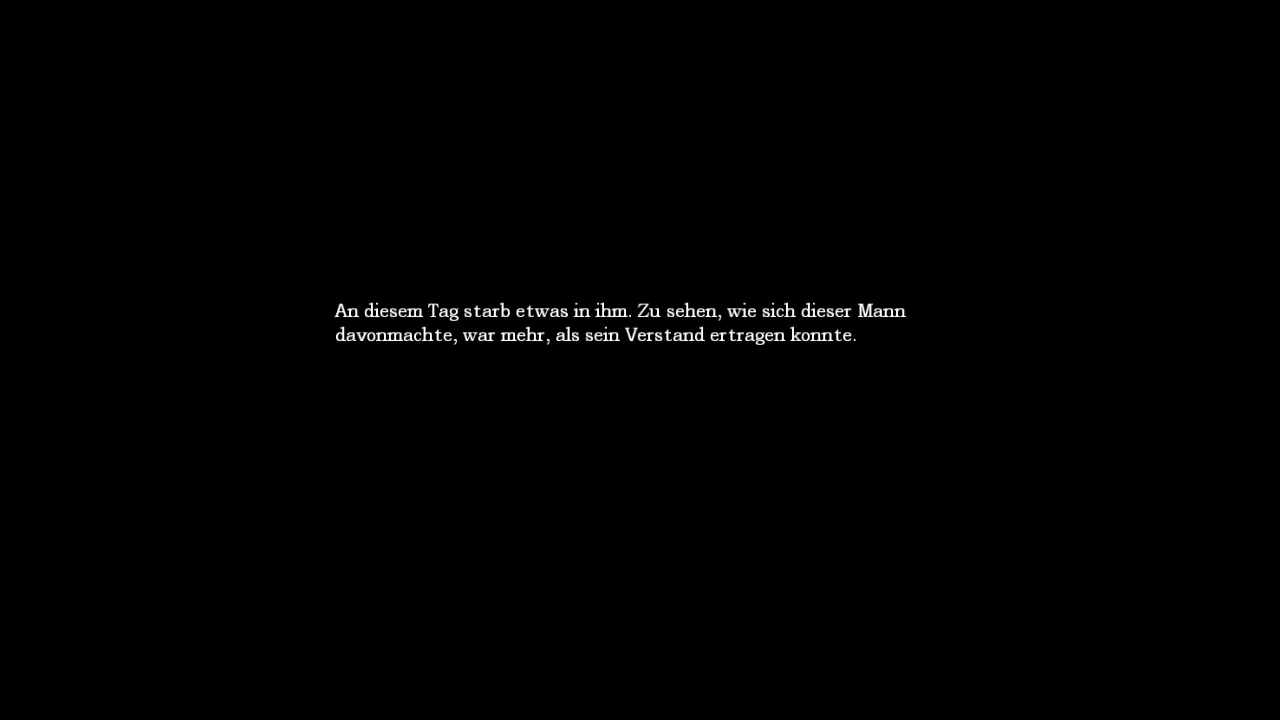 An diesem Tag starb etwas in ihm. Zu sehen, wie sich dieser Mann
davonmachte, war mehr, als sein Verstand ertragen konnte.